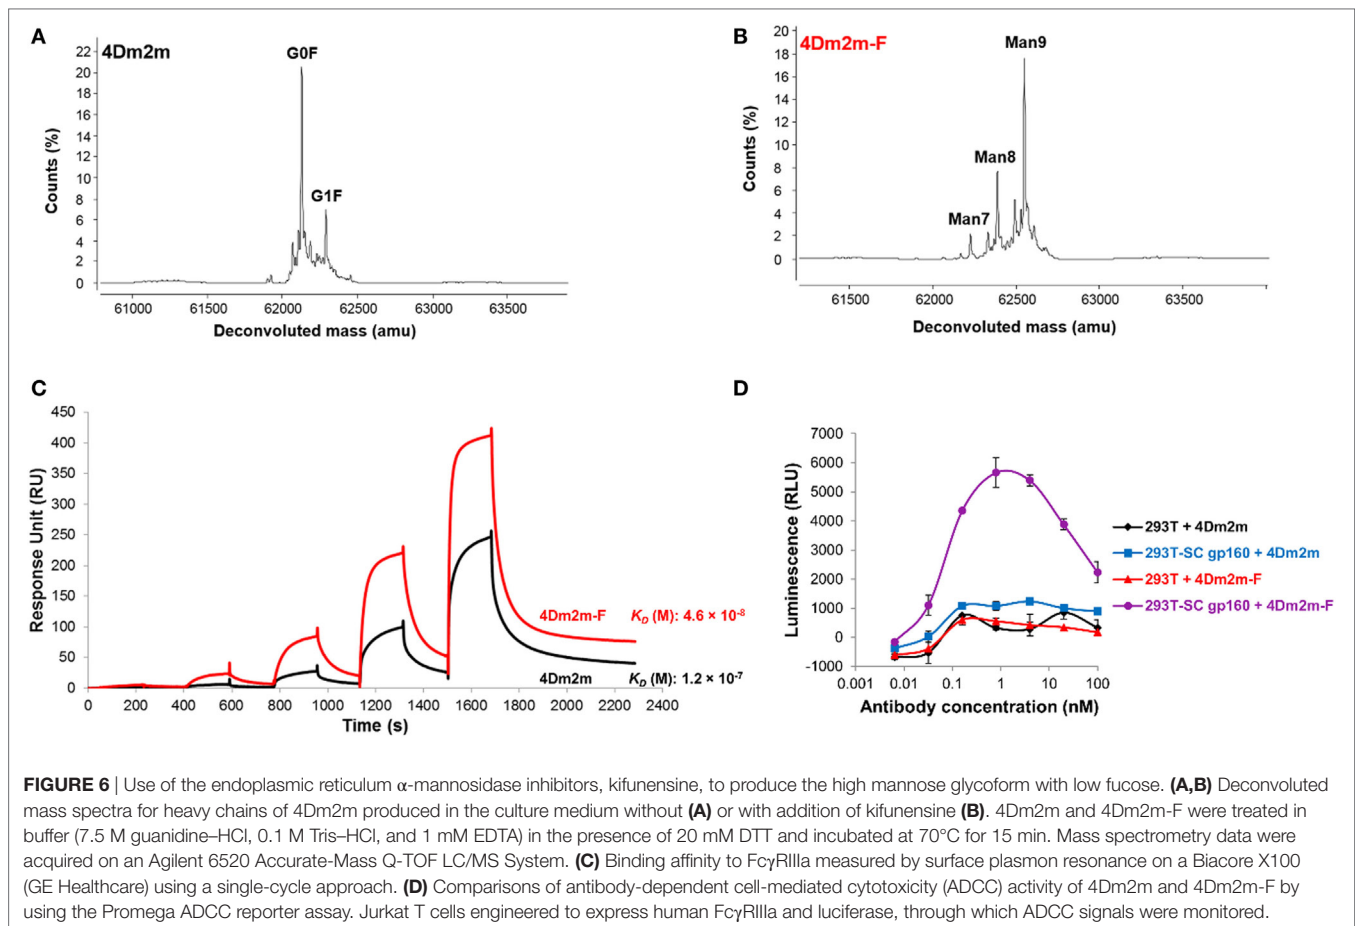 A
4Dm2m
G0F
G1F
22
20
18
16
14
12
10
8
6
4
2
0
Counts (%)
61000 61500 62000 62500 63000 63500
Deconvoluted mass (amu)
B
4Dm2m-F
Man9
Man8
Man7
20
18
16
14
12
10
8
6
4
2
0
Counts (%)
61500 62000 62500 63000 63500
Deconvoluted mass (amu)
C
450
400
350
300
250
200
150
100
50
0
Response Unit (RU)
4Dm2m-F K_D (M): 4.6 × 10⁻⁸
4Dm2m K_D (M): 1.2 × 10⁻⁷
0 200 400 600 800 1000 1200 1400 1600 1800 2000 2200 2400
Time (s)
D
7000
6000
5000
4000
3000
2000
1000
0
-1000
Luminescence (RLU)
0.001 0.01 0.1 1 10 100
Antibody concentration (nM)
293T + 4Dm2m
293T-SC gp160 + 4Dm2m
293T + 4Dm2m-F
293T-SC gp160 + 4Dm2m-F
FIGURE 6 | Use of the endoplasmic reticulum α-mannosidase inhibitors, kifunensine, to produce the high mannose glycoform with low fucose. (A,B) Deconvoluted
mass spectra for heavy chains of 4Dm2m produced in the culture medium without (A) or with addition of kifunensine (B). 4Dm2m and 4Dm2m-F were treated in
buffer (7.5 M guanidine–HCl, 0.1 M Tris–HCl, and 1 mM EDTA) in the presence of 20 mM DTT and incubated at 70°C for 15 min. Mass spectrometry data were
acquired on an Agilent 6520 Accurate-Mass Q-TOF LC/MS System. (C) Binding affinity to FcγRIIIa measured by surface plasmon resonance on a Biacore X100
(GE Healthcare) using a single-cycle approach. (D) Comparisons of antibody-dependent cell-mediated cytotoxicity (ADCC) activity of 4Dm2m and 4Dm2m-F by
using the Promega ADCC reporter assay. Jurkat T cells engineered to express human FcγRIIIa and luciferase, through which ADCC signals were monitored.